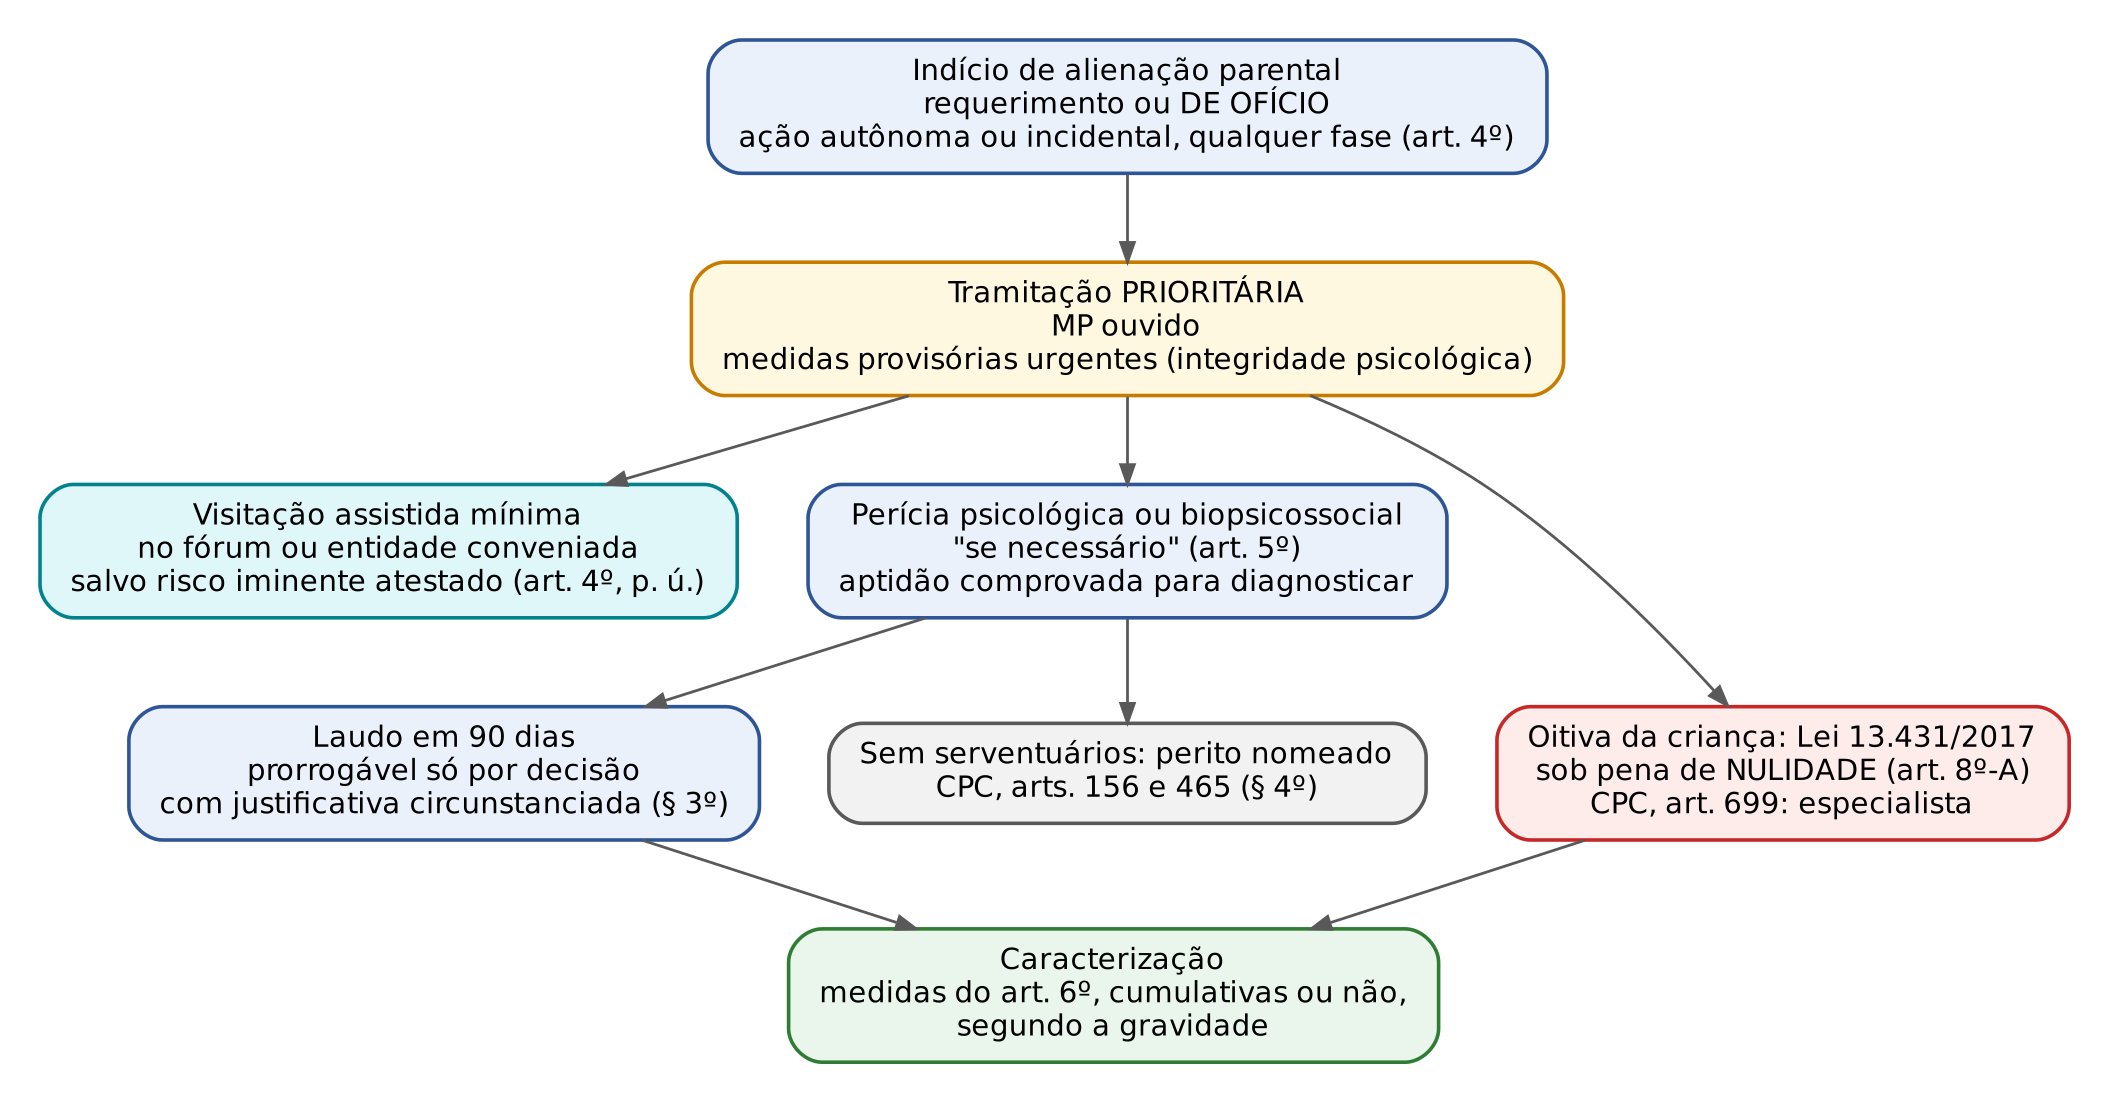 Indício de alienação parental
requerimento ou DE OFÍCIO
ação autônoma ou incidental, qualquer fase (art. 4º)
Tramitação PRIORITÁRIA
MP ouvido
medidas provisórias urgentes (integridade psicológica)
Visitação assistida mínima
no fórum ou entidade conveniada
salvo risco iminente atestado (art. 4º, p. ú.)
Perícia psicológica ou biopsicossocial
"se necessário" (art. 5º)
aptidão comprovada para diagnosticar
Laudo em 90 dias
prorrogável só por decisão
com justificativa circunstanciada (§ 3º)
Sem serventuários: perito nomeado
CPC, arts. 156 e 465 (§ 4º)
Oitiva da criança: Lei 13.431/2017
sob pena de NULIDADE (art. 8º-A)
CPC, art. 699: especialista
Caracterização
medidas do art. 6º, cumulativas ou não,
segundo a gravidade